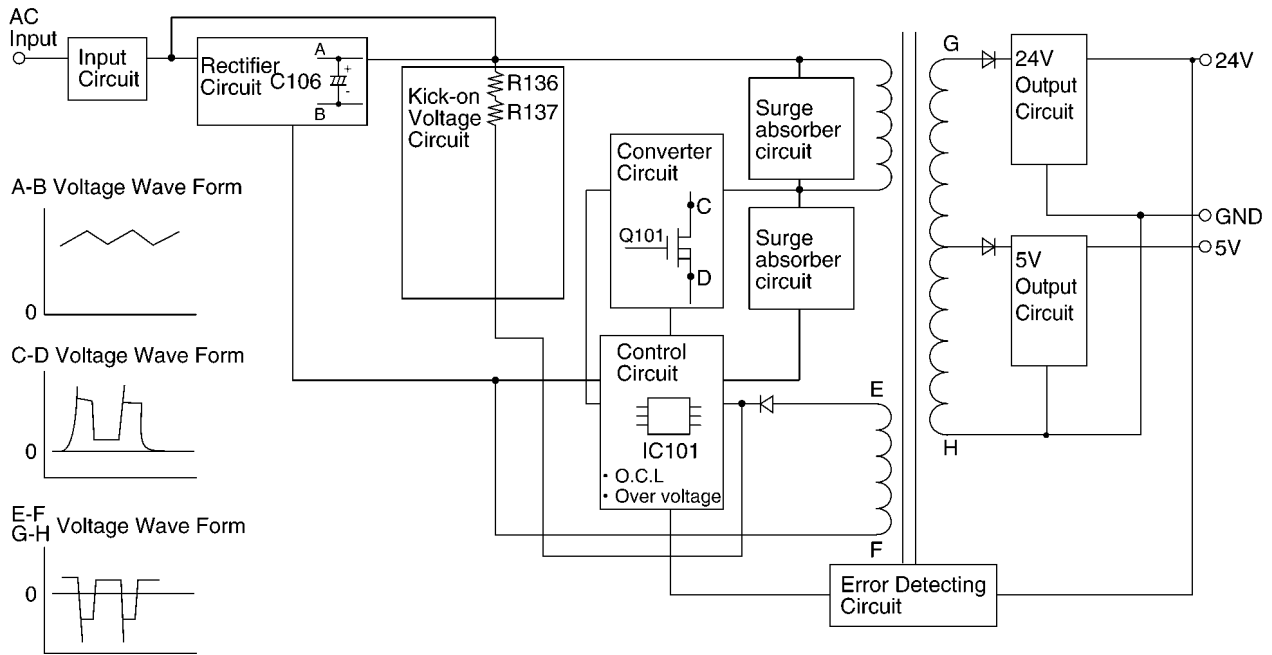 AC
Input
Input
Circuit
Rectifier
Circuit
C106
A
+
-
B
Kick-on
Voltage
Circuit
R136
R137
Surge
absorber
circuit
Converter
Circuit
C
Q101
D
Surge
absorber
circuit
Control
Circuit
IC101
· O.C.L
· Over voltage
E
F
G
H
24V
Output
Circuit
24V
GND
5V
5V
Output
Circuit
Error Detecting
Circuit
A-B Voltage Wave Form
0
C-D Voltage Wave Form
0
E-F
G-H Voltage Wave Form
0